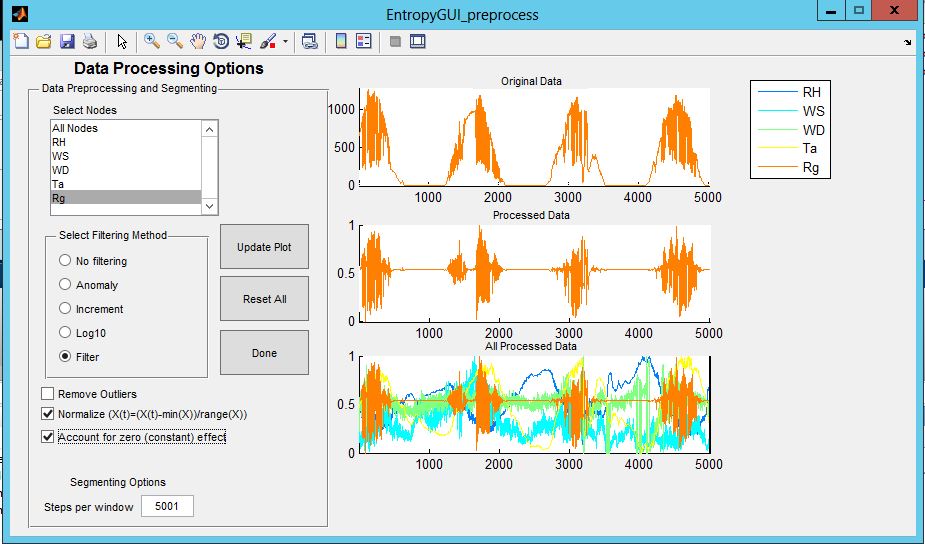 EntropyGUI_preprocess
Data Processing Options
Data Preprocessing and Segmenting
Select Nodes
All Nodes
RH
WS
WD
Ta
Rg
Select Filtering Method
No filtering
Anomaly
Increment
Log10
Filter
Update Plot
Reset All
Done
Remove Outliers
Normalize (X(t)=(X(t)-min(X))/range(X))
Account for zero (constant) effect
Segmenting Options
Steps per window 5001
Original Data
1000
500
0
1000 2000 3000 4000 5000
Processed Data
1
0.5
0
1000 2000 3000 4000 5000
All Processed Data
1
0.5
0
1000 2000 3000 4000 5000
RH
WS
WD
Ta
Rg